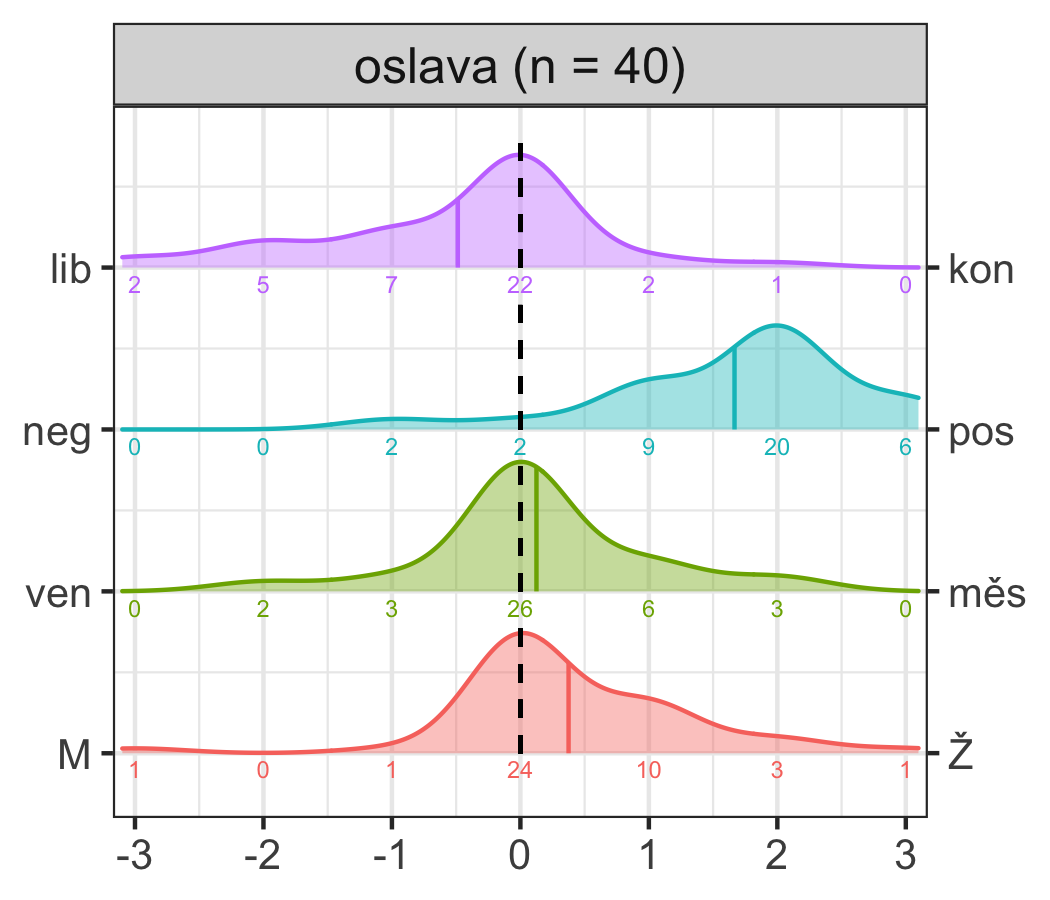 oslava (n = 40)
lib kon
2 5 7 22 2 1 0
neg pos
0 0 2 2 9 20 6
ven měs
0 2 3 26 6 3 0
M Ž
1 0 1 24 10 3 1
-3 -2 -1 0 1 2 3